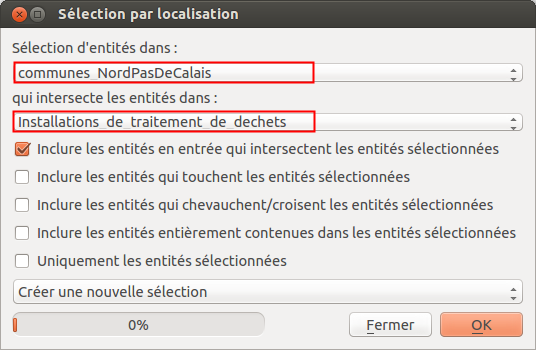 Sélection par localisation
Sélection d'entités dans :
communes_NordPasDeCalais
qui intersecte les entités dans :
Installations_de_traitement_de_dechets
Inclure les entités en entrée qui intersectent les entités sélectionnées
Inclure les entités qui touchent les entités sélectionnées
Inclure les entités qui chevauchent/croisent les entités sélectionnées
Inclure les entités entièrement contenues dans les entités sélectionnées
Uniquement les entités sélectionnées
Créer une nouvelle sélection
0%
Fermer
OK